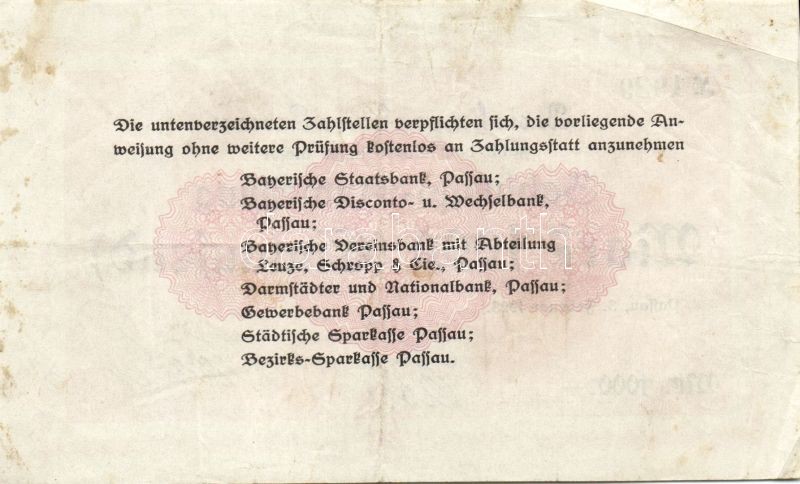 Die untenverzeichneten Zahlstellen verpflichten sich, die vorliegende An-
weisung ohne weitere Prüfung kostenlos an Zahlungsstatt anzunehmen
Bayerische Staatsbank, Passau;
Bayerische Disconto- u. Wechselbank,
Passau;
Bayerische Vereinsbank mit Abteilung
Leuze, Schropp & Cie., Passau;
Darmstädter und Nationalbank, Passau;
Gewerbebank Passau;
Städtische Sparkasse Passau;
Bezirks-Sparkasse Passau.